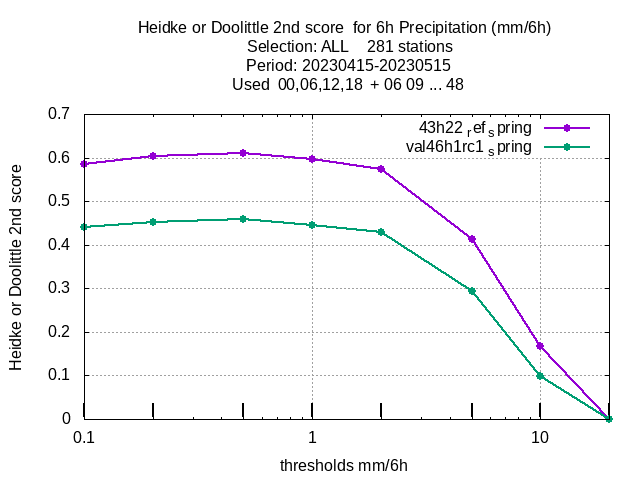 Heidke or Doolittle 2nd score  for 6h Precipitation (mm/6h)
Selection: ALL    281 stations
Period: 20230415-20230515
Used  00,06,12,18  + 06 09 ... 48
43h22 ref spring
val46h1rc1 spring
Heidke or Doolittle 2nd score
0.7
0.6
0.5
0.4
0.3
0.2
0.1
0
0.1 1 10
thresholds mm/6h